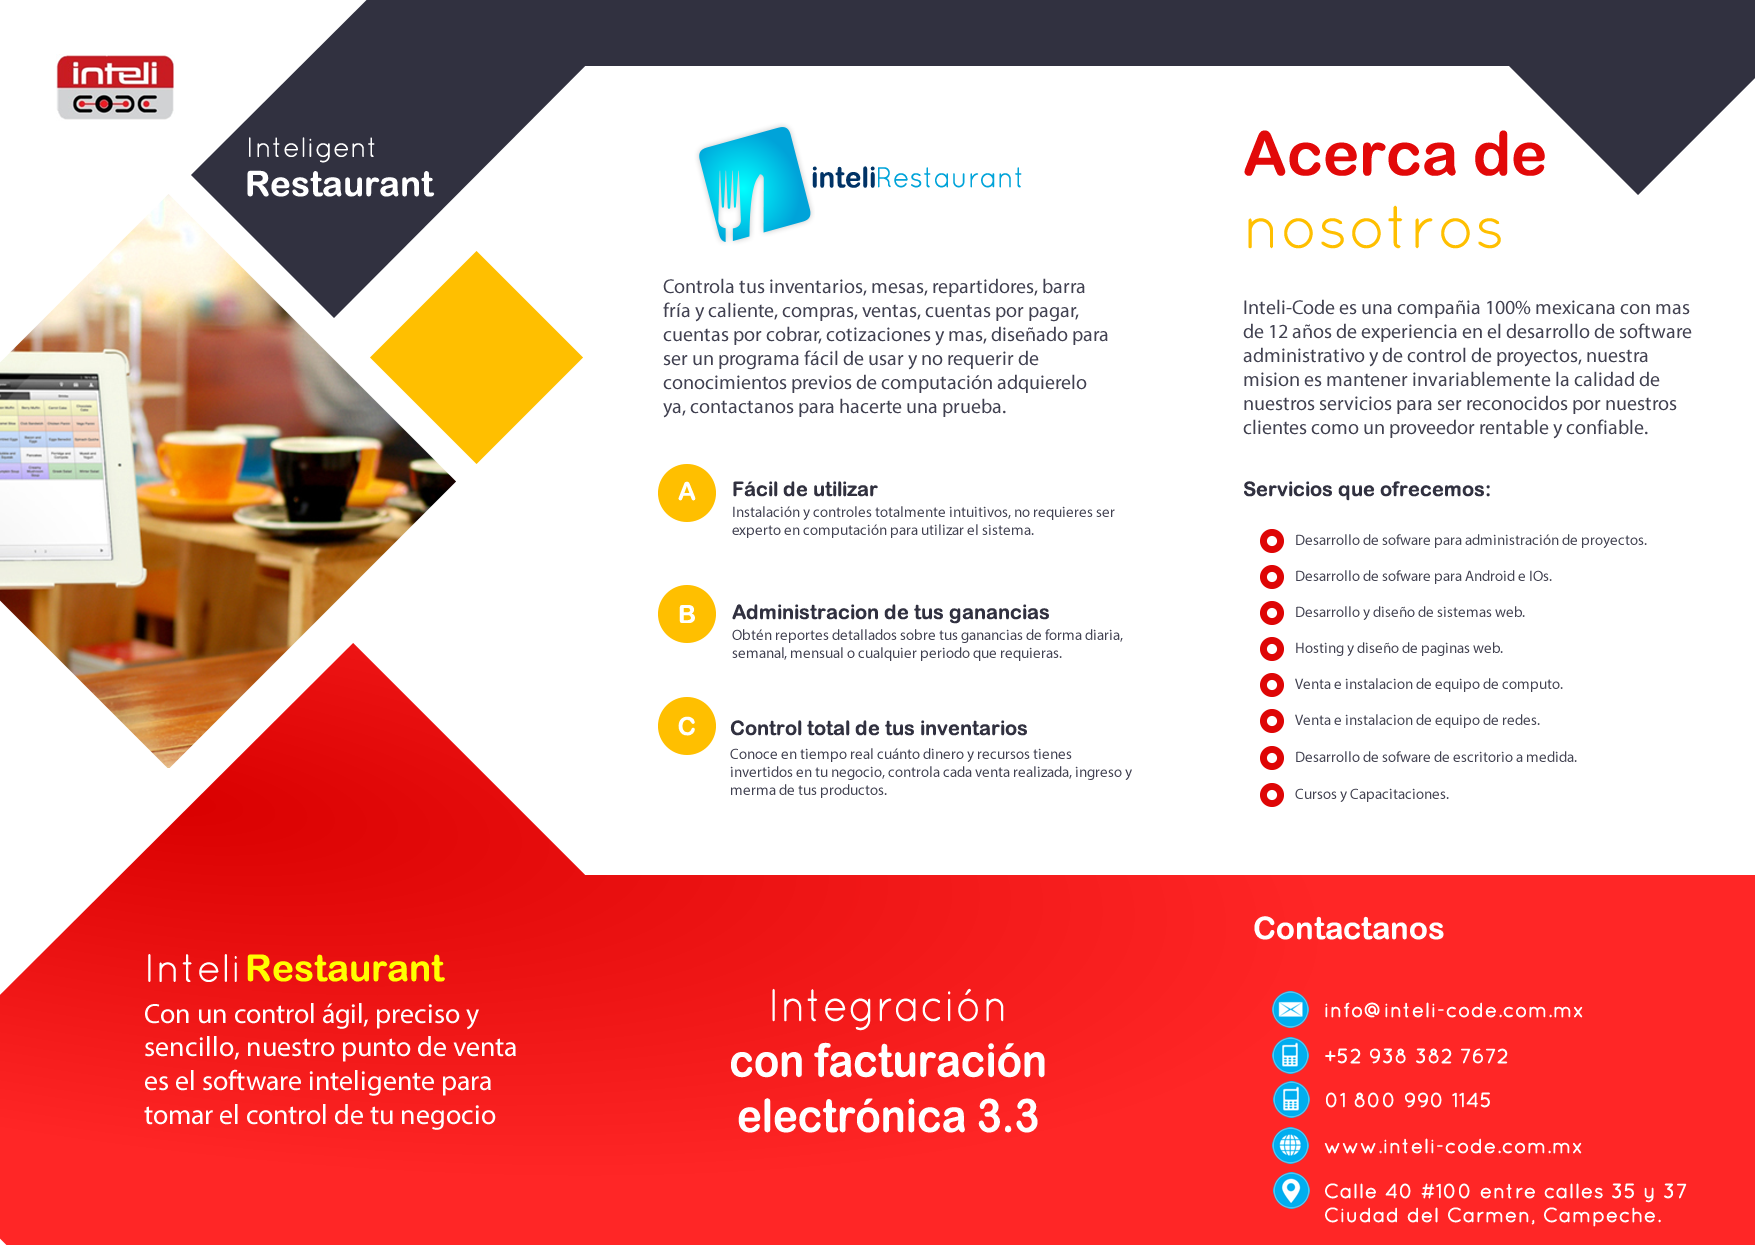 inteli
CODE
Inteligent
Restaurant
inteliRestaurant
Controla tus inventarios, mesas, repartidores, barra
fría y caliente, compras, ventas, cuentas por pagar,
cuentas por cobrar, cotizaciones y mas, diseñado para
ser un programa fácil de usar y no requerir de
conocimientos previos de computación adquierelo
ya, contactanos para hacerte una prueba.
A
Fácil de utilizar
Instalación y controles totalmente intuitivos, no requieres ser
experto en computación para utilizar el sistema.
B
Administracion de tus ganancias
Obtén reportes detallados sobre tus ganancias de forma diaria,
semanal, mensual o cualquier periodo que requieras.
C
Control total de tus inventarios
Conoce en tiempo real cuánto dinero y recursos tienes
invertidos en tu negocio, controla cada venta realizada, ingreso y
merma de tus productos.
Acerca de
nosotros
Inteli-Code es una compañia 100% mexicana con mas
de 12 años de experiencia en el desarrollo de software
administrativo y de control de proyectos, nuestra
mision es mantener invariablemente la calidad de
nuestros servicios para ser reconocidos por nuestros
clientes como un proveedor rentable y confiable.
Servicios que ofrecemos:
Desarrollo de sofware para administración de proyectos.
Desarrollo de sofware para Android e IOs.
Desarrollo y diseño de sistemas web.
Hosting y diseño de paginas web.
Venta e instalacion de equipo de computo.
Venta e instalacion de equipo de redes.
Desarrollo de sofware de escritorio a medida.
Cursos y Capacitaciones.
Inteli Restaurant
Con un control ágil, preciso y
sencillo, nuestro punto de venta
es el software inteligente para
tomar el control de tu negocio
Integración
con facturación
electrónica 3.3
Contactanos
info@inteli-code.com.mx
+52 938 382 7672
01 800 990 1145
www.inteli-code.com.mx
Calle 40 #100 entre calles 35 y 37
Ciudad del Carmen, Campeche.